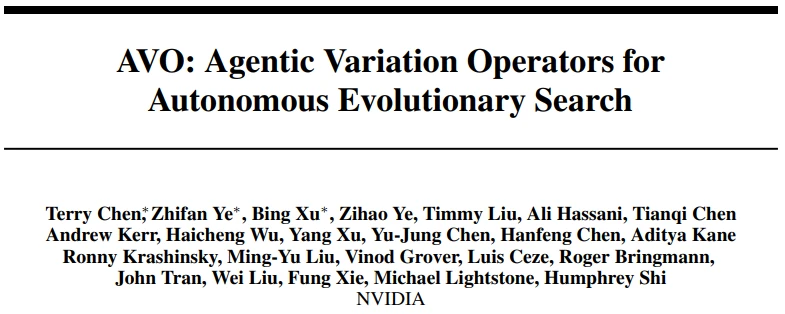 AVO: Agentic Variation Operators for
Autonomous Evolutionary Search
Terry Chen*, Zhifan Ye*, Bing Xu*, Zihao Ye, Timmy Liu, Ali Hassani, Tianqi Chen
Andrew Kerr, Haicheng Wu, Yang Xu, Yu-Jung Chen, Hanfeng Chen, Aditya Kane
Ronny Krashinsky, Ming-Yu Liu, Vinod Grover, Luis Ceze, Roger Bringmann,
John Tran, Wei Liu, Fung Xie, Michael Lightstone, Humphrey Shi
NVIDIA